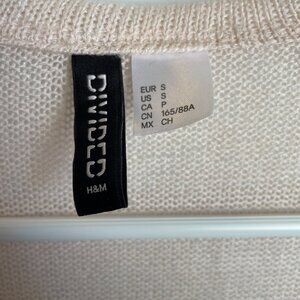 DIVIDED
H&M
EUR S
US S
CA P
CN 165/88A
MX CH